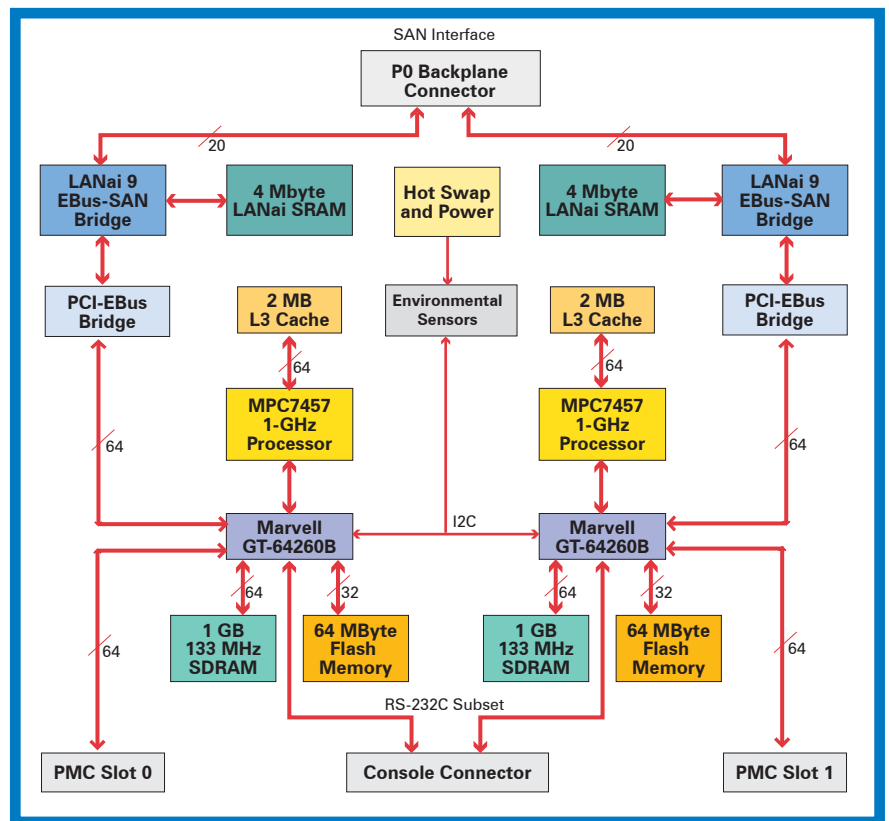 SAN Interface
P0 Backplane
Connector
20
20
LANai 9
EBus-SAN
Bridge
4 Mbyte
LANai SRAM
Hot Swap
and Power
4 Mbyte
LANai SRAM
LANai 9
EBus-SAN
Bridge
PCI-EBus
Bridge
2 MB
L3 Cache
Environmental
Sensors
2 MB
L3 Cache
PCI-EBus
Bridge
64
64
MPC7457
1-GHz
Processor
MPC7457
1-GHz
Processor
64
64
Marvell
GT-64260B
I2C
Marvell
GT-64260B
64
32
64
32
1 GB
133 MHz
SDRAM
64 MByte
Flash
Memory
1 GB
133 MHz
SDRAM
64 MByte
Flash
Memory
64
64
RS-232C Subset
PMC Slot 0
Console Connector
PMC Slot 1